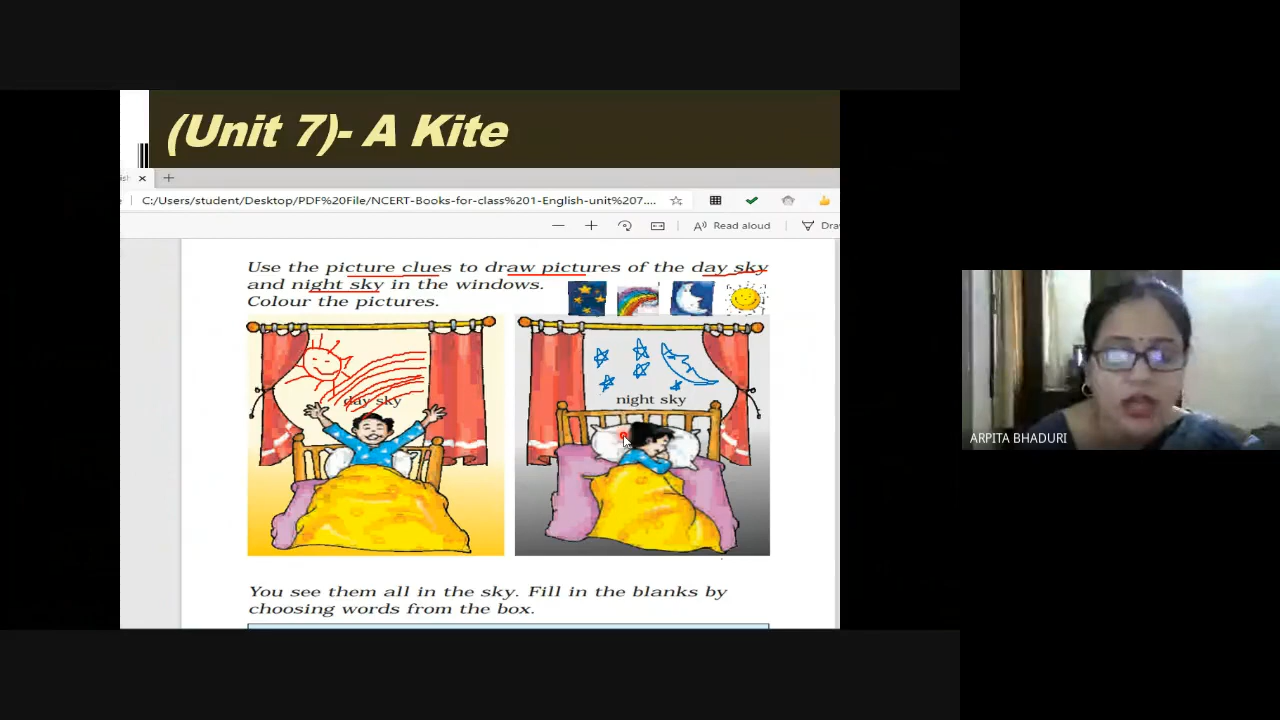 (Unit 7)- A Kite
C:/Users/student/Desktop/PDF%20File/NCERT-Books-for-class%201-English-unit%207....
Read aloud
Use the picture clues to draw pictures of the day sky
and night sky in the windows.
Colour the pictures.
day sky
night sky
ARPITA BHADURI
You see them all in the sky. Fill in the blanks by
choosing words from the box.